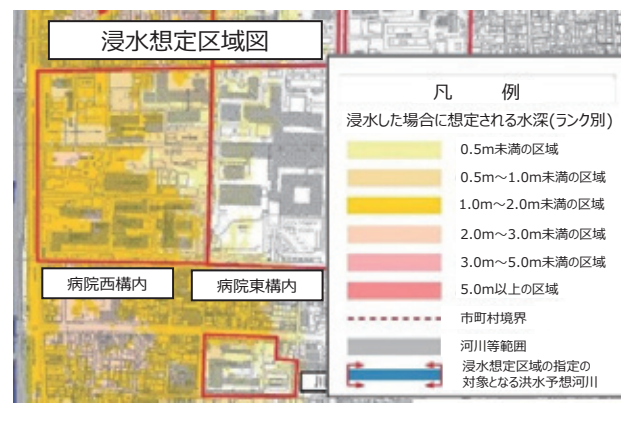 浸水想定区域図
凡　例
浸水した場合に想定される水深(ランク別)
0.5m未満の区域
0.5m～1.0m未満の区域
1.0m～2.0m未満の区域
2.0m～3.0m未満の区域
3.0m～5.0m未満の区域
5.0m以上の区域
市町村境界
河川等範囲
浸水想定区域の指定の
対象となる洪水予想河川
病院西構内
病院東構内